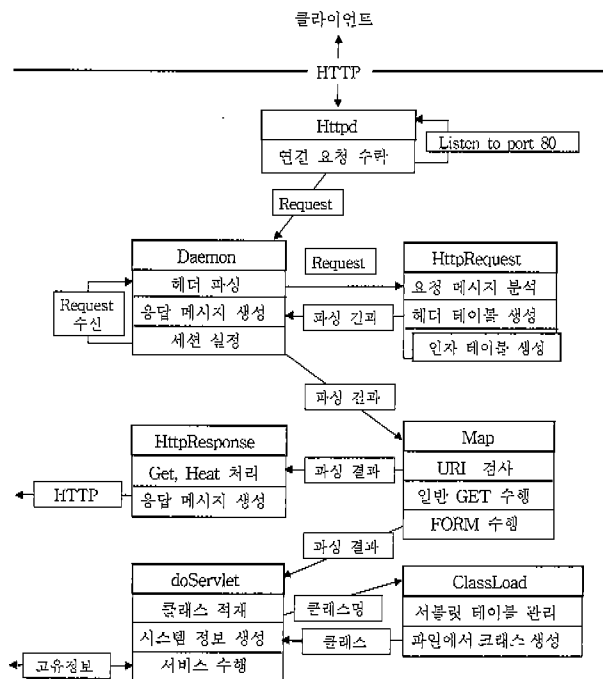 클라이언트
HTTP
Httpd
연결 요청 수락
Listen to port 80
Request
Daemon
헤더 파싱
응답 메시지 생성
세션 설정
Request
수신
Request
파싱 결과
HttpRequest
요청 메시지 분석
헤더 테이블 생성
인자 테이블 생성
파싱 결과
HttpResponse
Get, Heat 처리
응답 메시지 생성
HTTP
파싱 결과
Map
URI 검사
일반 GET 수행
FORM 수행
파싱 결과
doServlet
클래스 적재
시스템 정보 생성
서비스 수행
고유정보
클래스명
클래스
ClassLoad
서블릿 테이블 관리
파일에서 크래스 생성